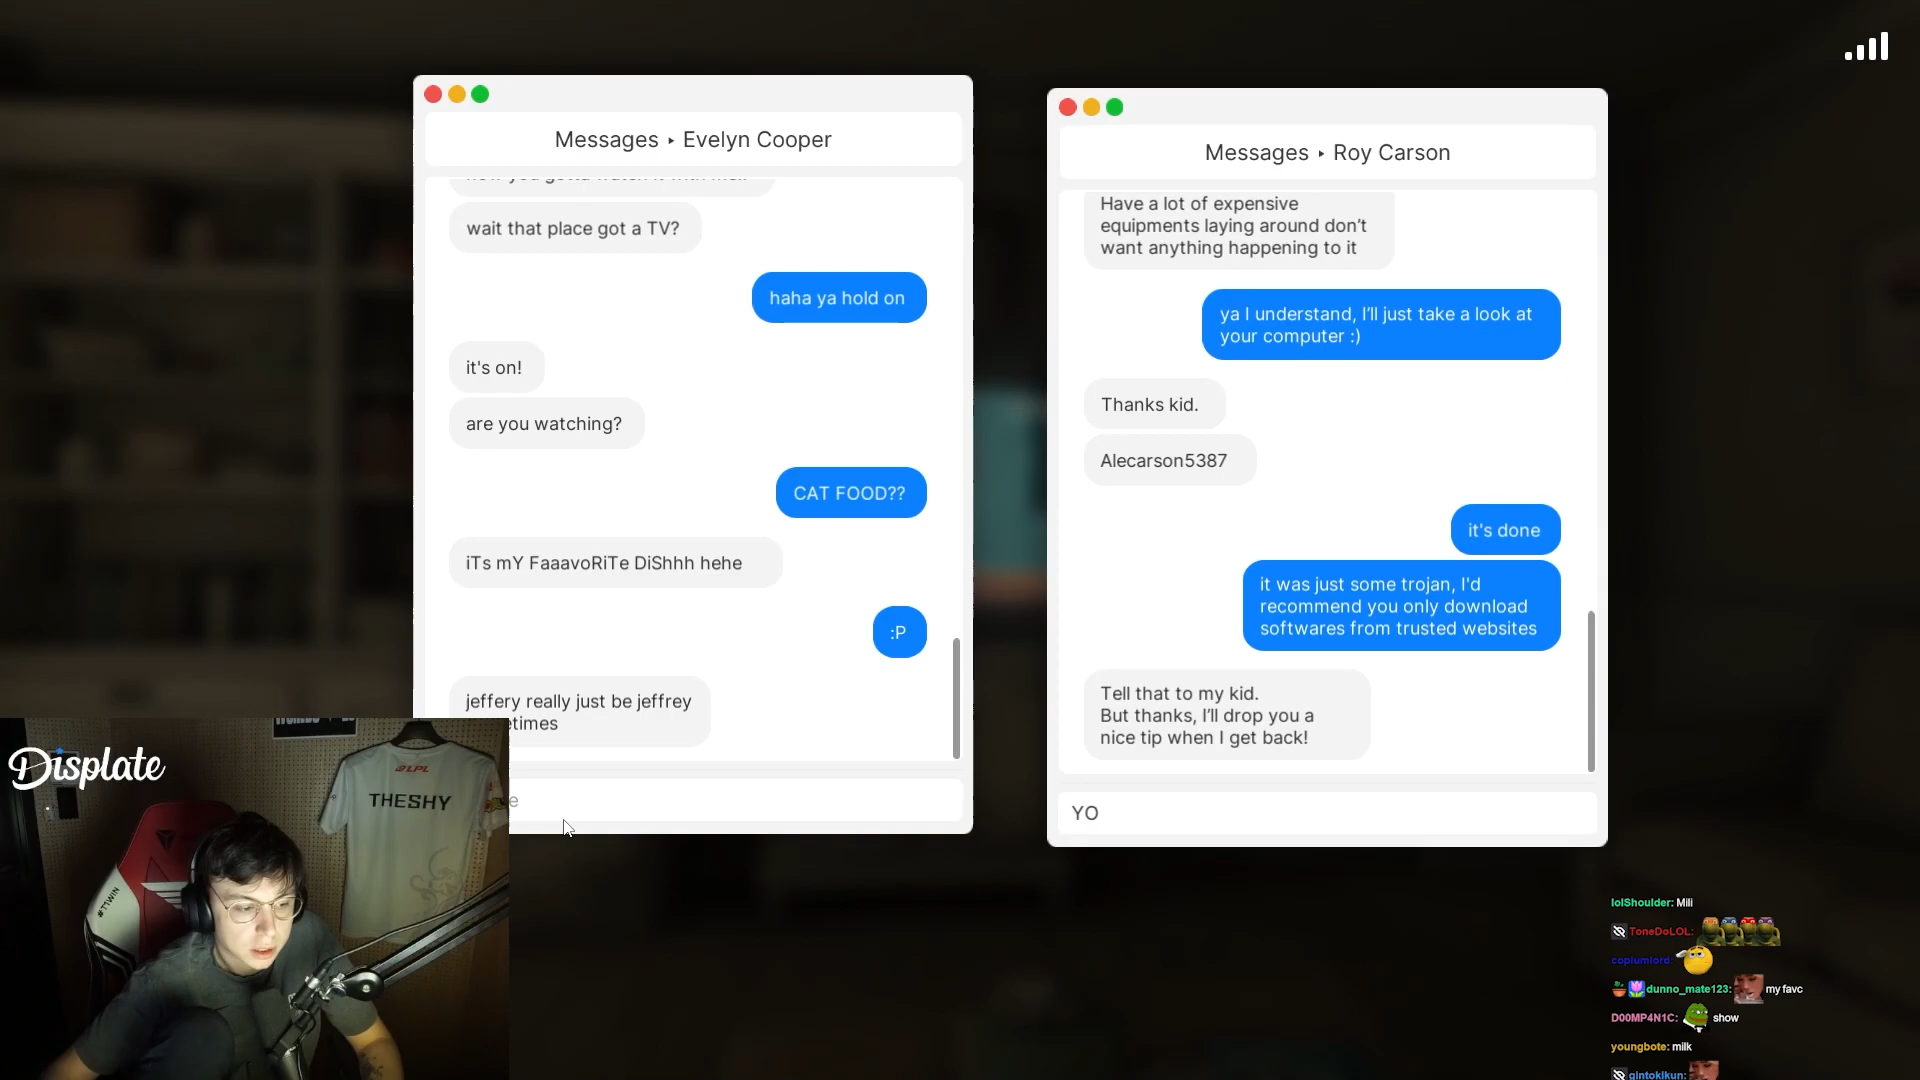 Messages ▸ Evelyn Cooper
wait that place got a TV?
haha ya hold on
it's on!
are you watching?
CAT FOOD??
iTs mY FaaavoRiTe DiShhh hehe
:P
jeffery really just be jeffrey
etimes
e
Messages ▸ Roy Carson
Have a lot of expensive
equipments laying around don't
want anything happening to it
ya I understand, I'll just take a look at
your computer :)
Thanks kid.
Alecarson5387
it's done
it was just some trojan, I'd
recommend you only download
softwares from trusted websites
Tell that to my kid.
But thanks, I'll drop you a
nice tip when I get back!
YO
Displate
LPL
THESHY
#T1WIN
lolShoulder: Mili
ToneDoLOL:
copiumlord:
dunno_mate123: my favc
D00MP4N1C: show
youngbote: milk
gintokikun: